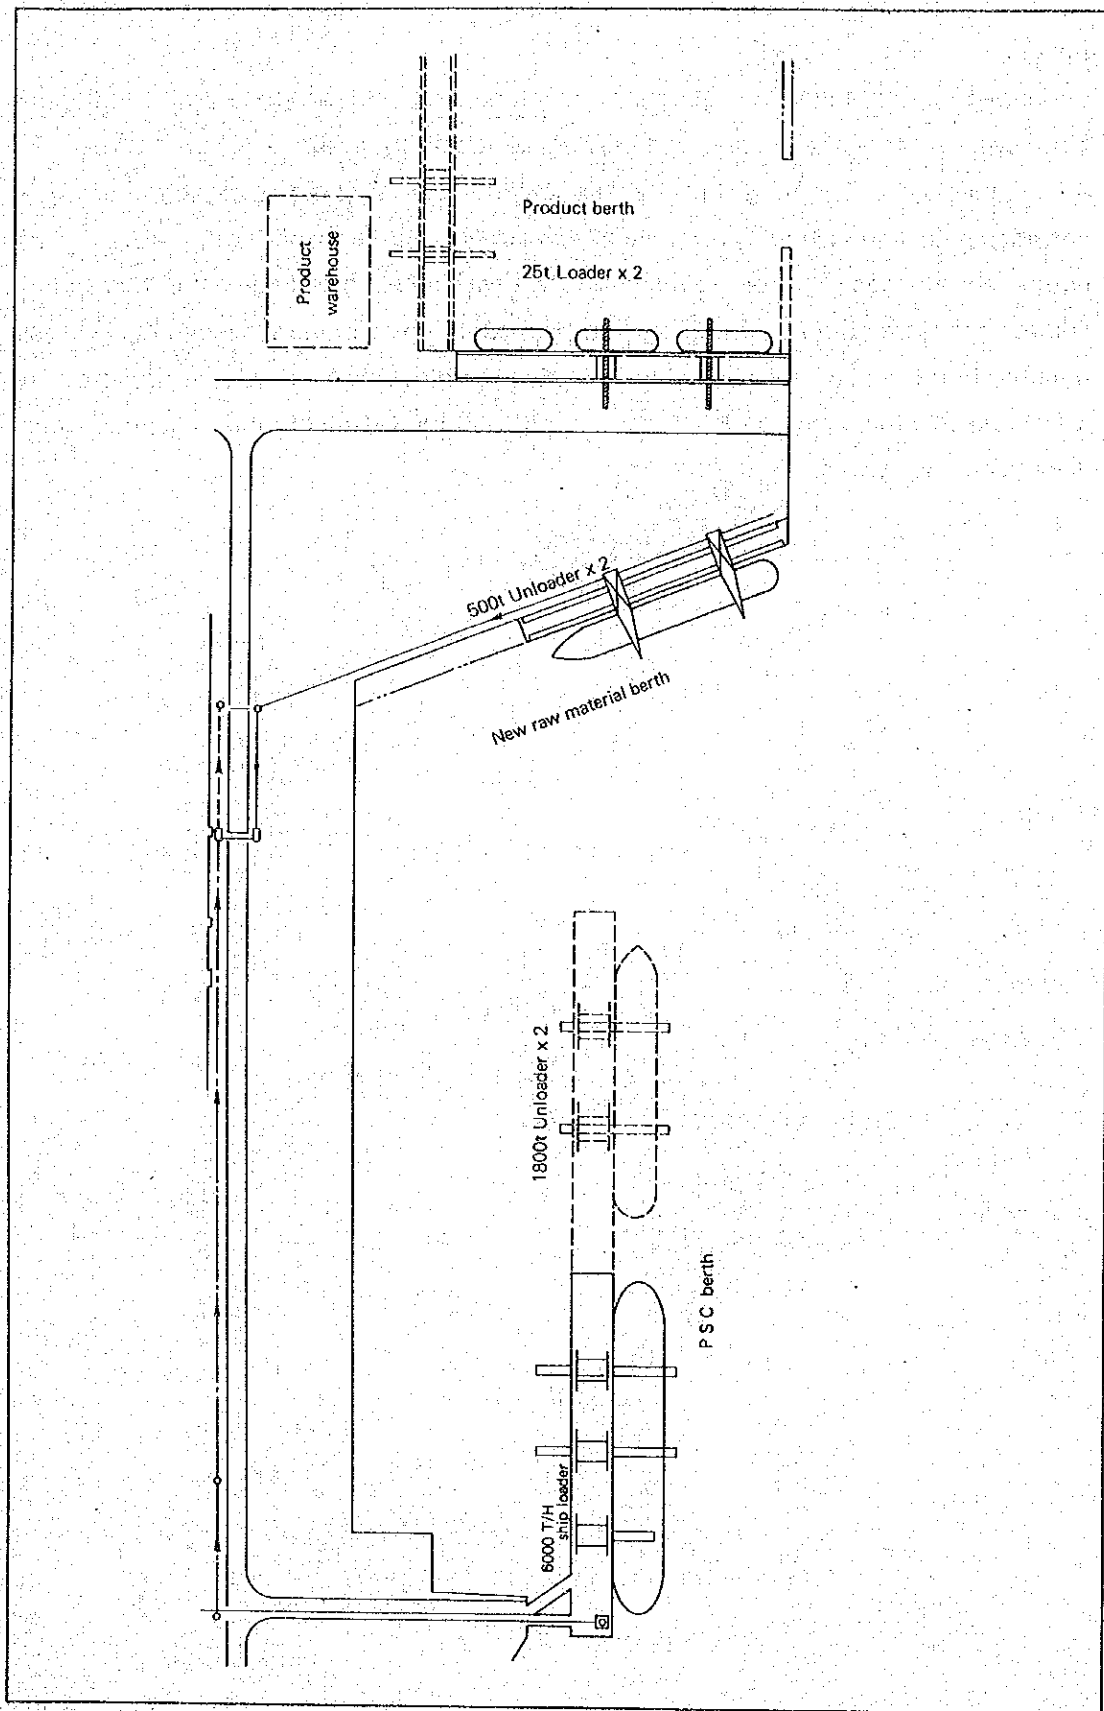 Product berth
Product
warehouse
25t Loader x 2
500t Unloader x 2
New raw material berth
1800t Unloader x 2
PSC berth
6000 T/H
ship loader